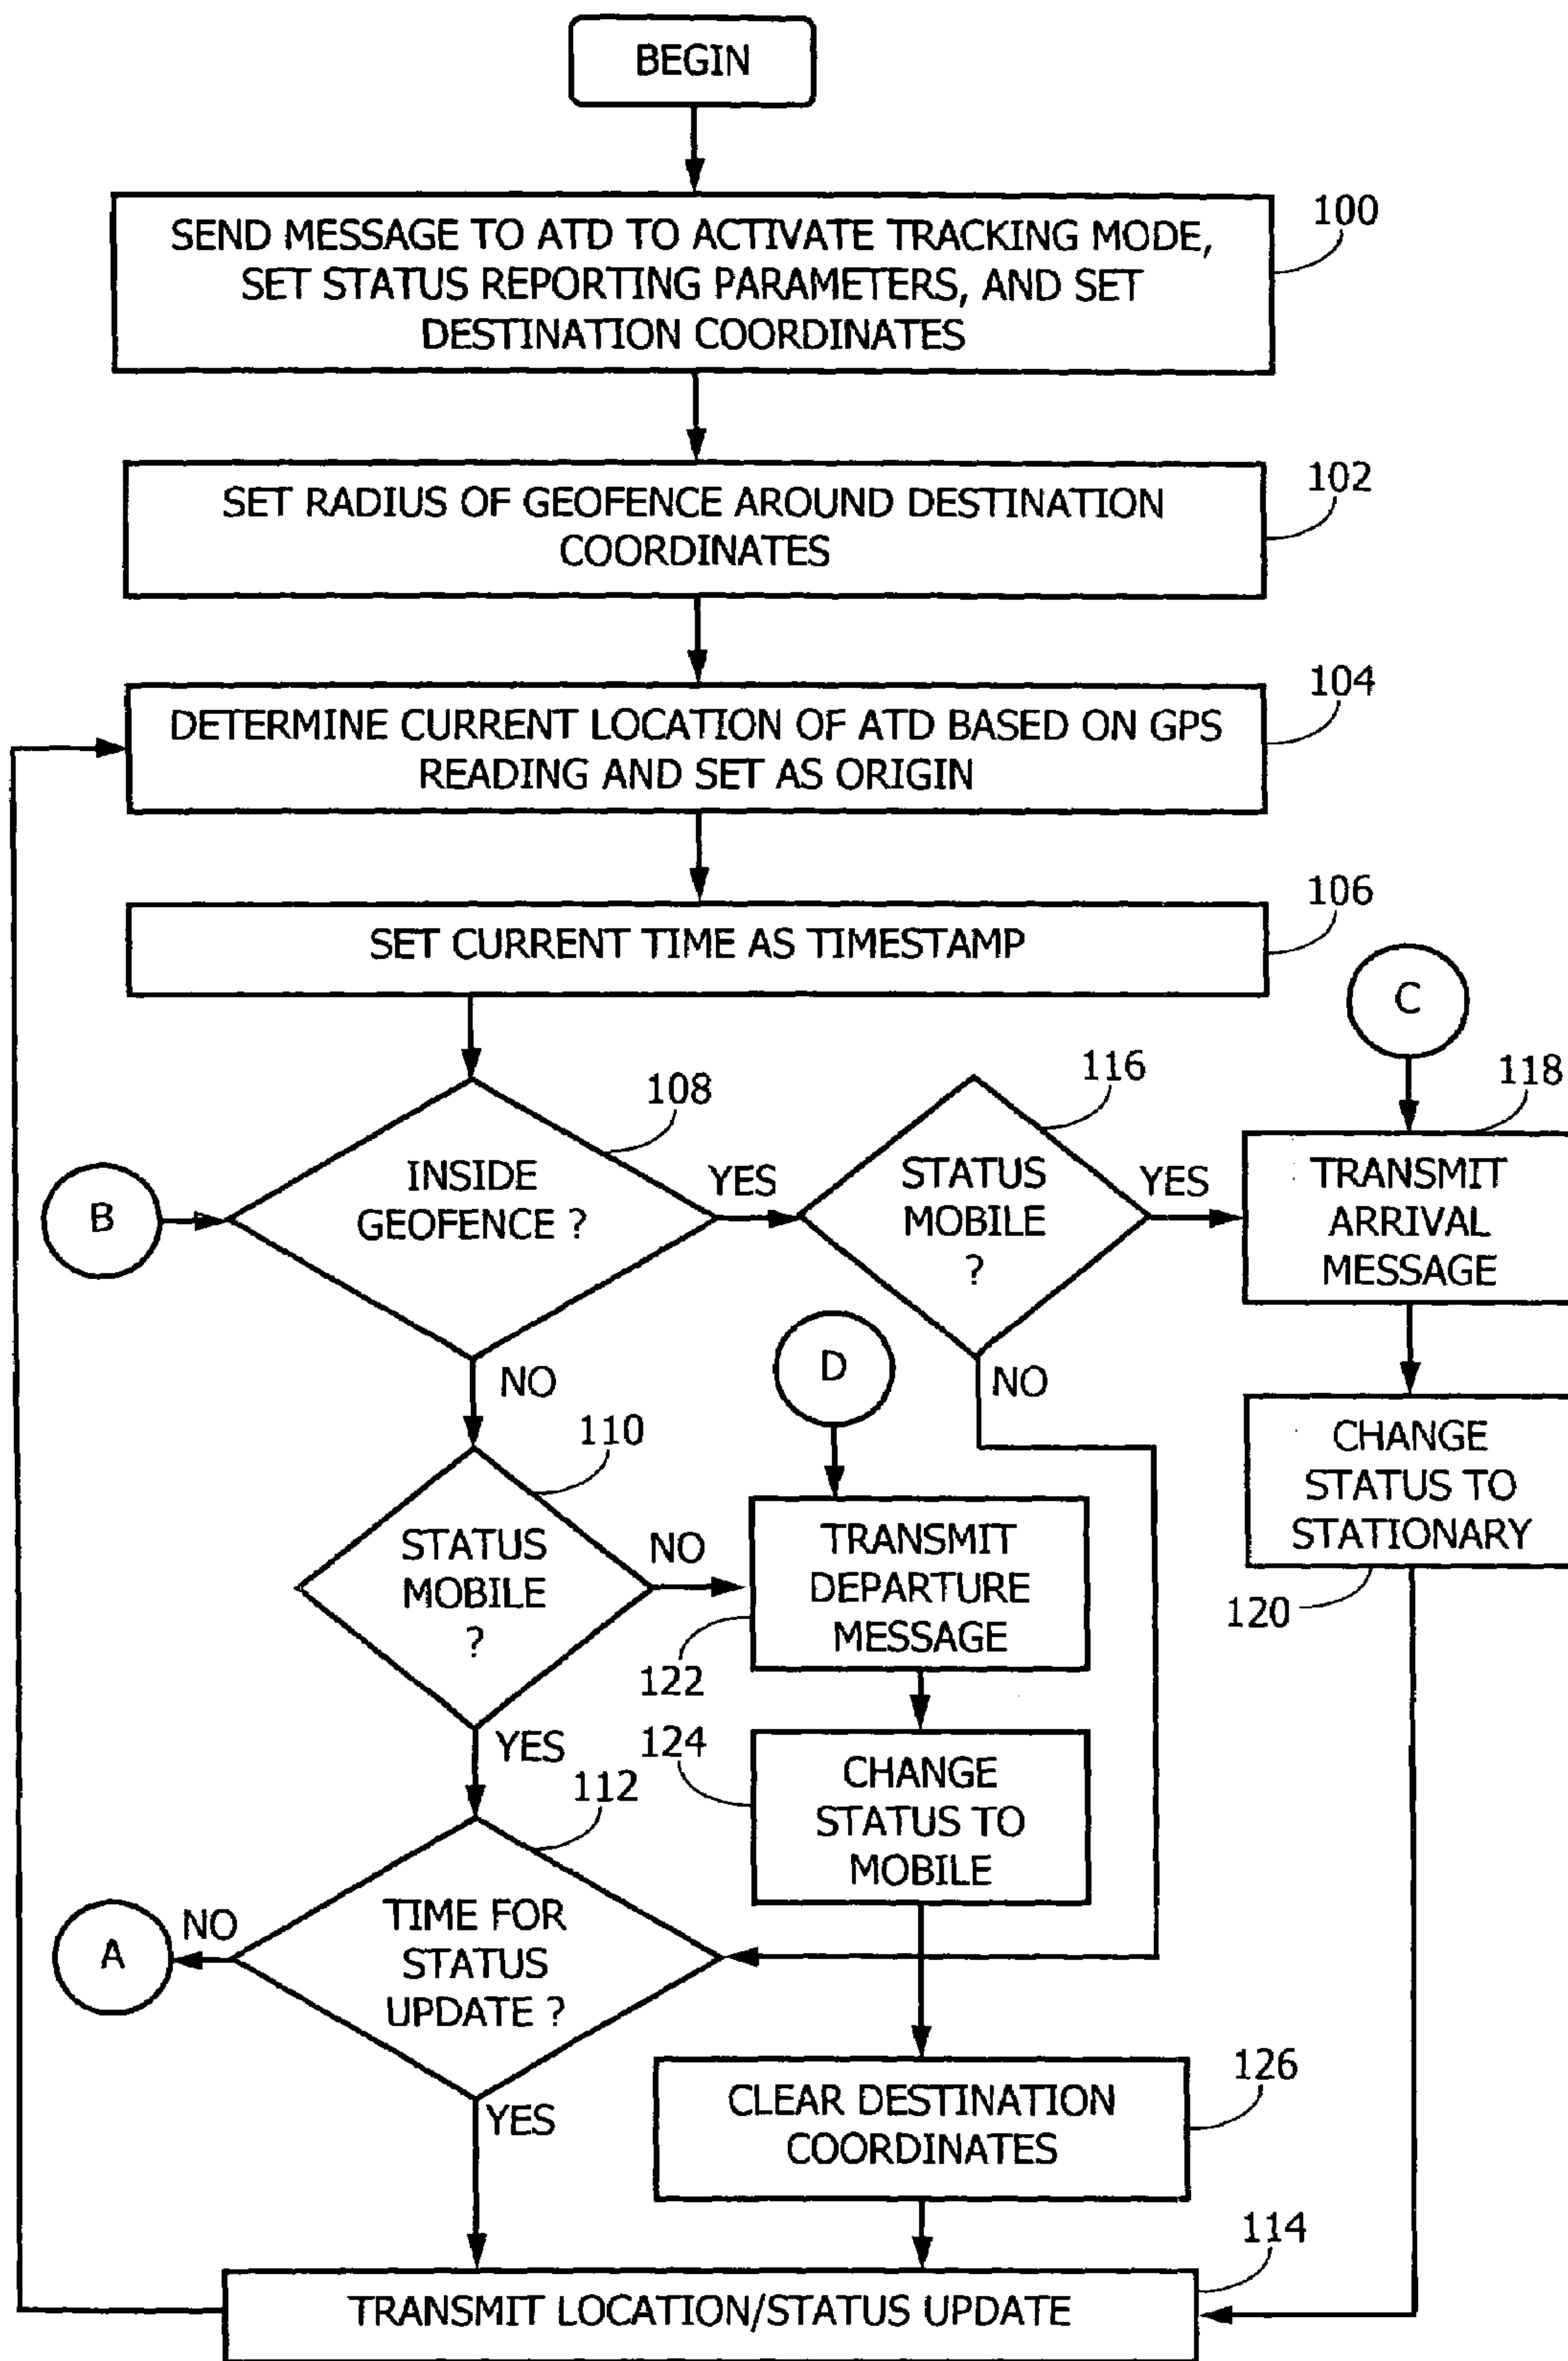 BEGIN
SEND MESSAGE TO ATD TO ACTIVATE TRACKING MODE,
SET STATUS REPORTING PARAMETERS, AND SET
DESTINATION COORDINATES
100
SET RADIUS OF GEOFENCE AROUND DESTINATION
COORDINATES
102
DETERMINE CURRENT LOCATION OF ATD BASED ON GPS
READING AND SET AS ORIGIN
104
SET CURRENT TIME AS TIMESTAMP
106
C
B
INSIDE
GEOFENCE ?
108
YES
STATUS
MOBILE
?
116
YES
TRANSMIT
ARRIVAL
MESSAGE
118
NO
D
NO
CHANGE
STATUS TO
STATIONARY
120
STATUS
MOBILE
?
110
NO
TRANSMIT
DEPARTURE
MESSAGE
122
YES
CHANGE
STATUS TO
MOBILE
124
A
NO
TIME FOR
STATUS
UPDATE ?
112
YES
CLEAR DESTINATION
COORDINATES
126
TRANSMIT LOCATION/STATUS UPDATE
114